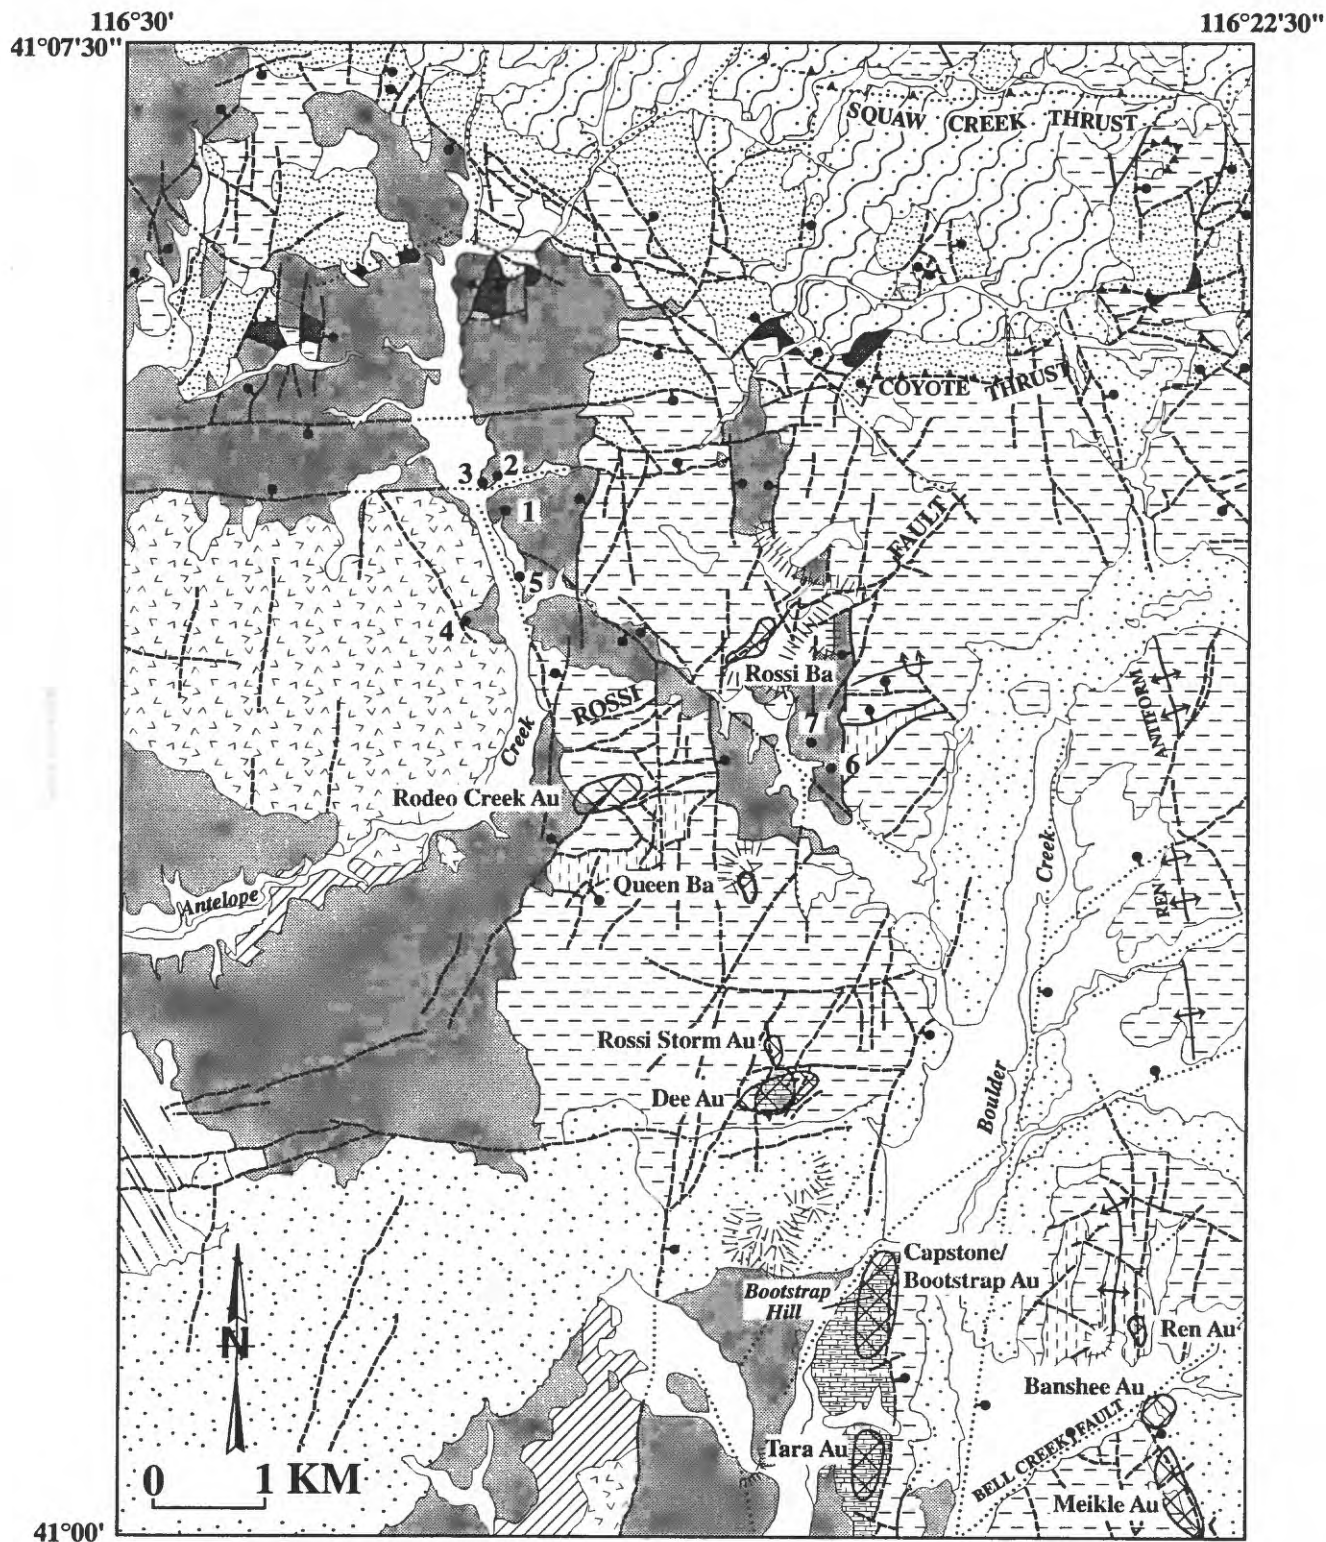 116°30'
116°22'30"
41°07'30"
SQUAW CREEK THRUST
COYOTE THRUST
3
2
1
FAULT
5
4
Rossi Ba
ROSSI
Creek
7
6
ANTIFORM
REN
Rodeo Creek Au
Creek
Queen Ba
Antelope
Rossi Storm Au
Dee Au
Boulder
Capstone/
Bootstrap Au
Bootstrap
Hill
Ren Au
N
Banshee Au
BELL CREEK FAULT
Tara Au
0 1 KM
Meikle Au
41°00'